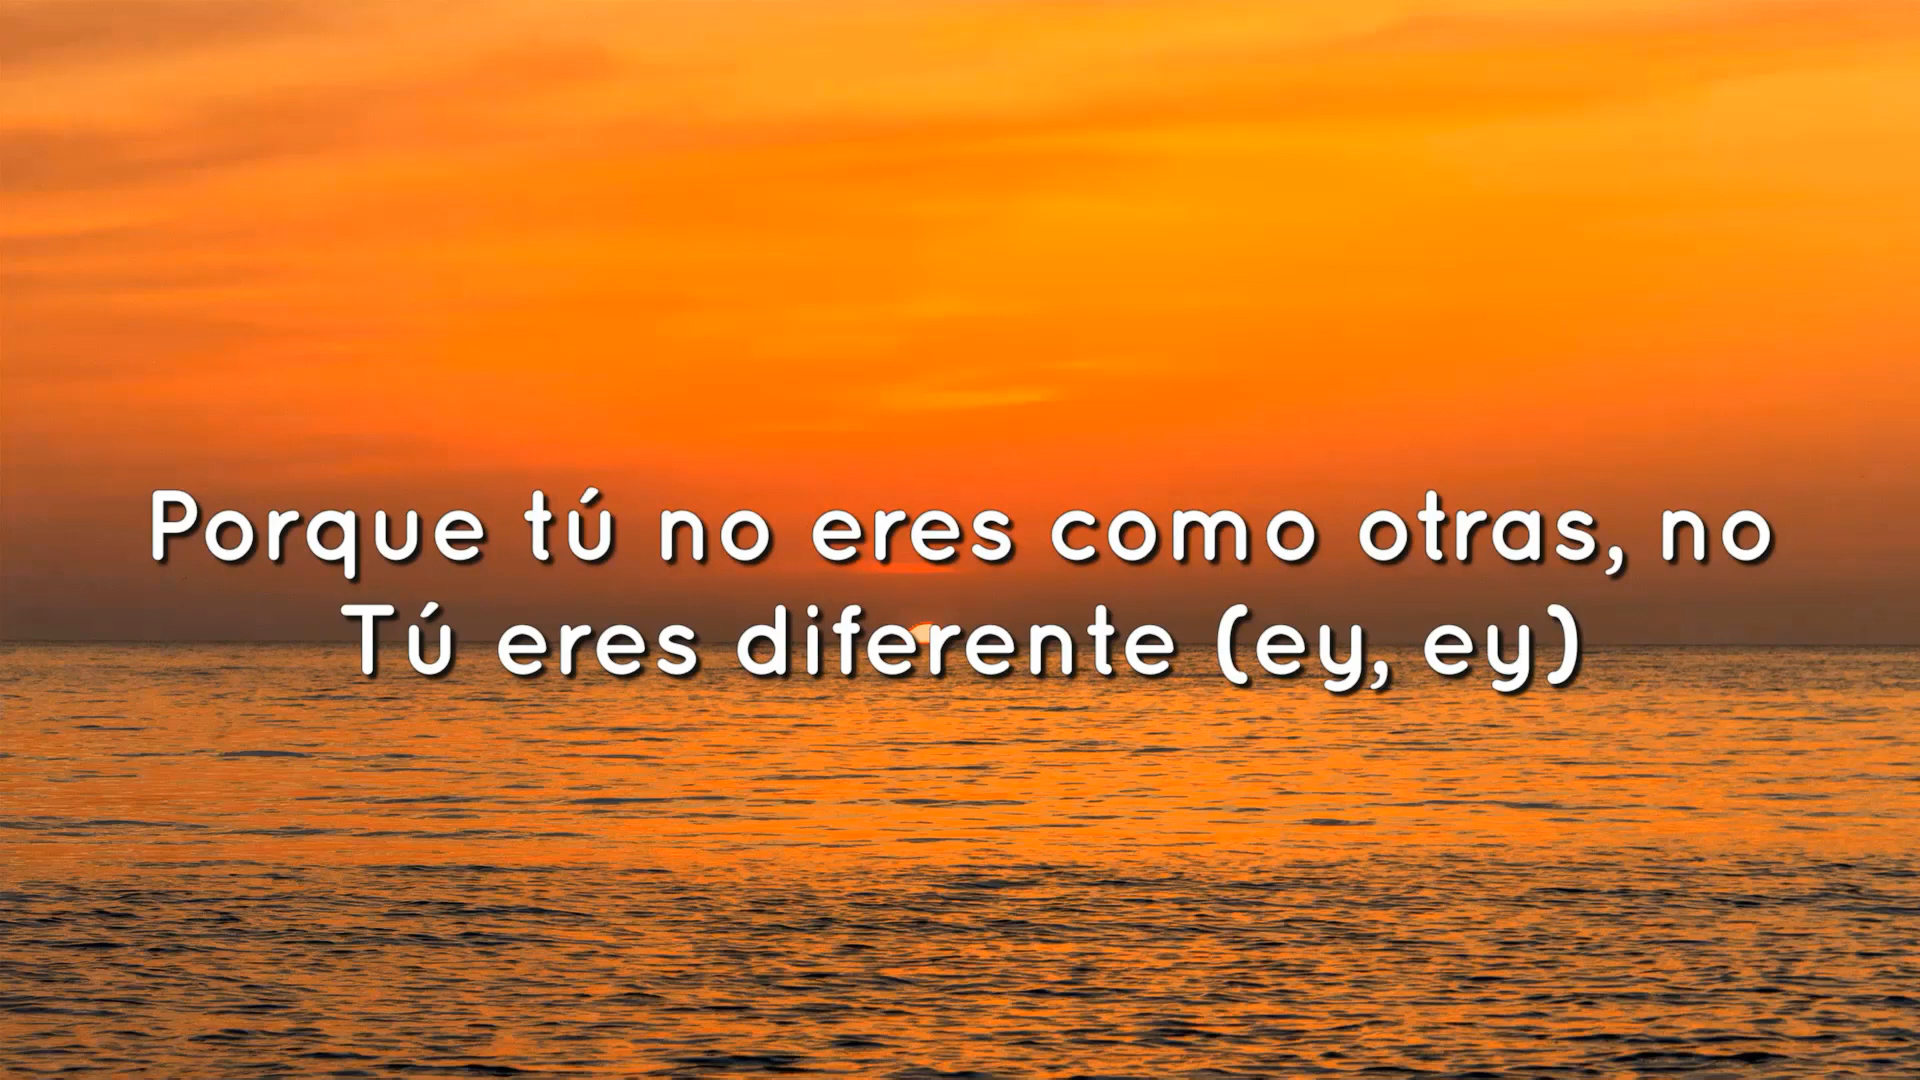 Porque tú no eres como otras, no
Tú eres diferente (ey, ey)